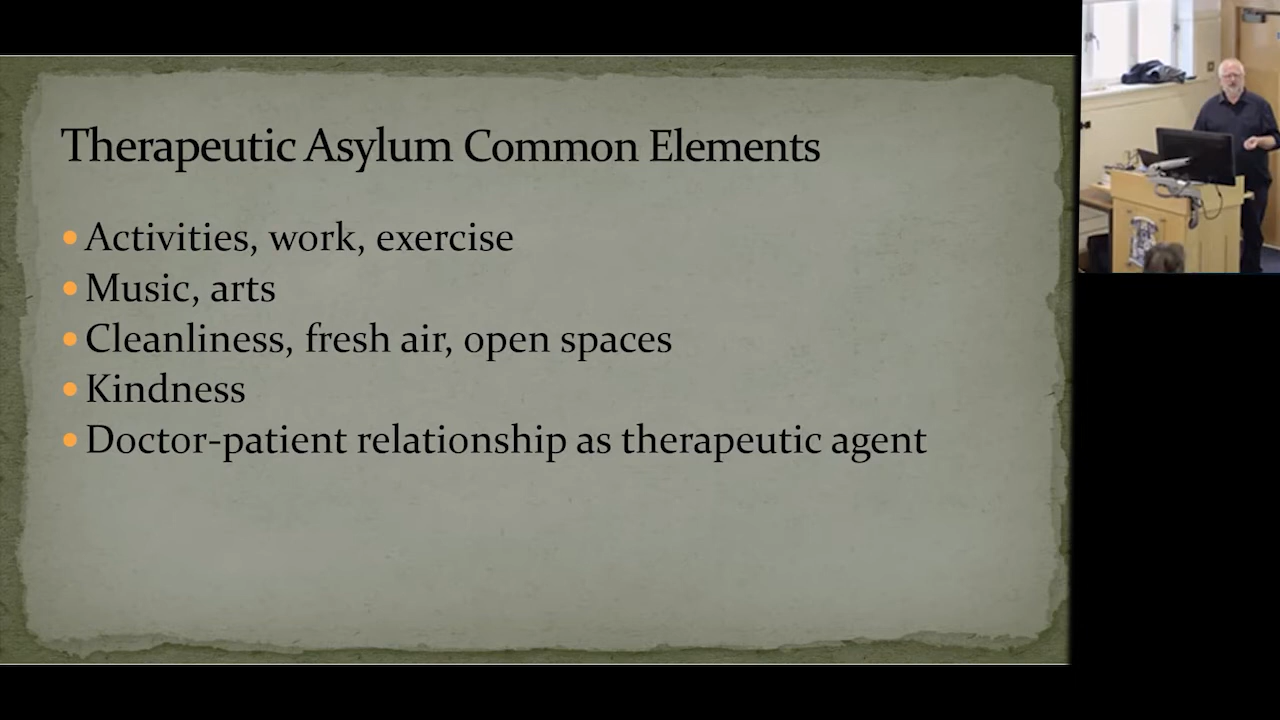 Therapeutic Asylum Common Elements
Activities, work, exercise
Music, arts
Cleanliness, fresh air, open spaces
Kindness
Doctor-patient relationship as therapeutic agent